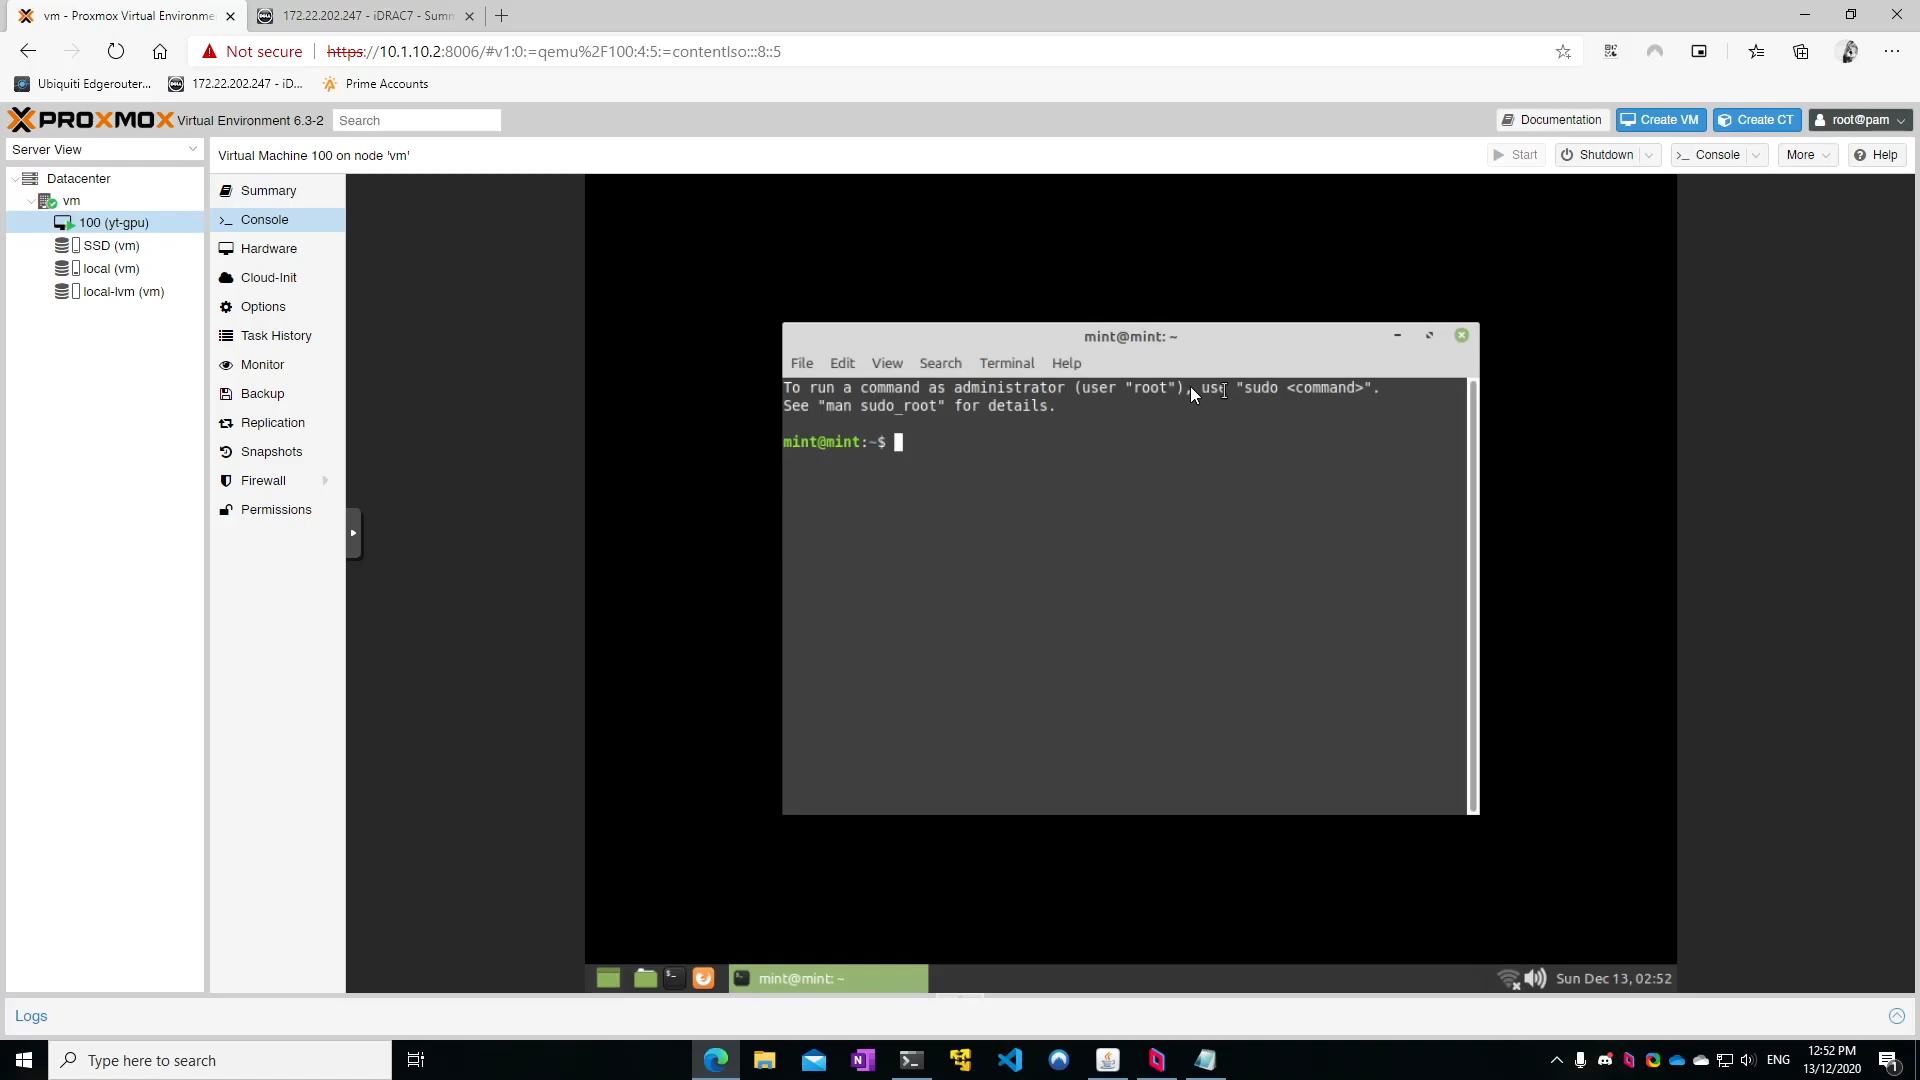 vm - Proxmox Virtual Environme
172.22.202.247 - iDRAC7 - Summ
Not secure
https://10.1.10.2:8006/#v1:0:=qemu%2F100:4:5:=contentIso:::8::5
Ubiquiti Edgerouter...
172.22.202.247 - iD...
Prime Accounts
PROXMOX Virtual Environment 6.3-2
Search
Documentation
Create VM
Create CT
root@pam
Server View
Virtual Machine 100 on node 'vm'
Start
Shutdown
Console
More
Help
Datacenter
vm
100 (yt-gpu)
SSD (vm)
local (vm)
local-lvm (vm)
Summary
Console
Hardware
Cloud-Init
Options
Task History
Monitor
Backup
Replication
Snapshots
Firewall
Permissions
mint@mint: ~
File Edit View Search Terminal Help
To run a command as administrator (user "root"), use "sudo <command>".
See "man sudo_root" for details.
mint@mint:~$
mint@mint: ~
Sun Dec 13, 02:52
Logs
Type here to search
ENG
12:52 PM
13/12/2020
1